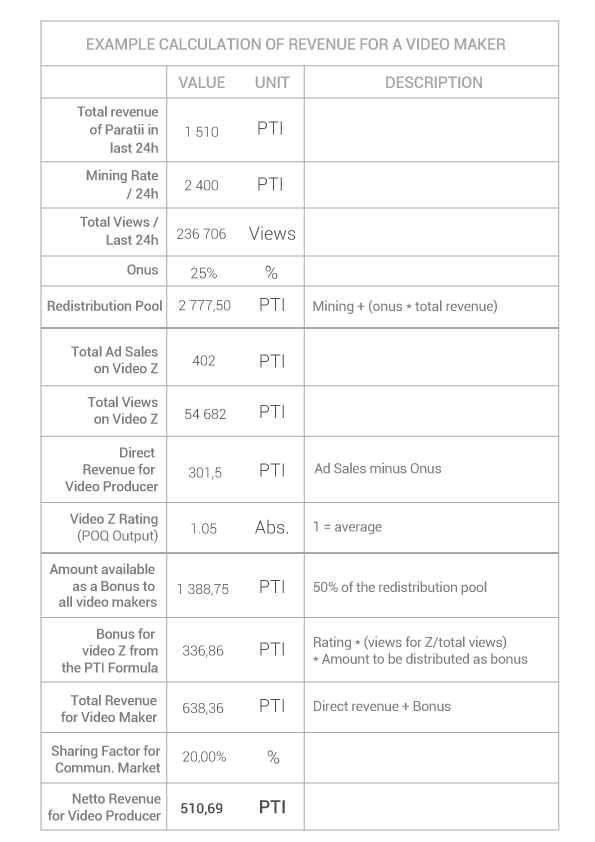 EXAMPLE CALCULATION OF REVENUE FOR A VIDEO MAKER
VALUE UNIT DESCRIPTION
Total revenue
of Paratii in
last 24h
1 510 PTI
Mining Rate
/ 24h
2 400 PTI
Total Views /
Last 24h
236 706 Views
Onus 25% %
Redistribution Pool 2 777,50 PTI Mining + (onus * total revenue)
Total Ad Sales
on Video Z
402 PTI
Total Views
on Video Z
54 682 PTI
Direct
Revenue for
Video Producer
301,5 PTI Ad Sales minus Onus
Video Z Rating
(POQ Output)
1.05 Abs. 1 = average
Amount available
as a Bonus to
all video makers
1 388,75 PTI 50% of the redistribution pool
Bonus for
video Z from
the PTI Formula
336,86 PTI Rating * (views for Z/total views)
* Amount to be distributed as bonus
Total Revenue
for Video Maker
638,36 PTI Direct revenue + Bonus
Sharing Factor for
Commun. Market
20,00% %
Netto Revenue
for Video Producer
510,69 PTI